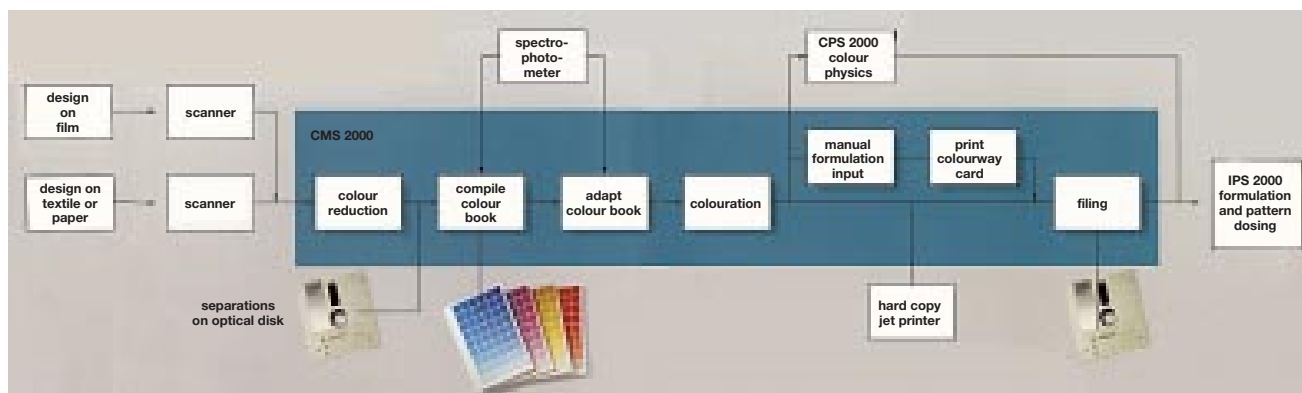 spectro-
photo-
meter
CPS 2000
colour
physics
design
on
film
scanner
CMS 2000
manual
formulation
input
print
colourway
card
design on
textile or
paper
scanner
colour
reduction
compile
colour
book
adapt
colour book
colouration
filing
IPS 2000
formulation
and pattern
dosing
separations
on optical disk
hard copy
jet printer